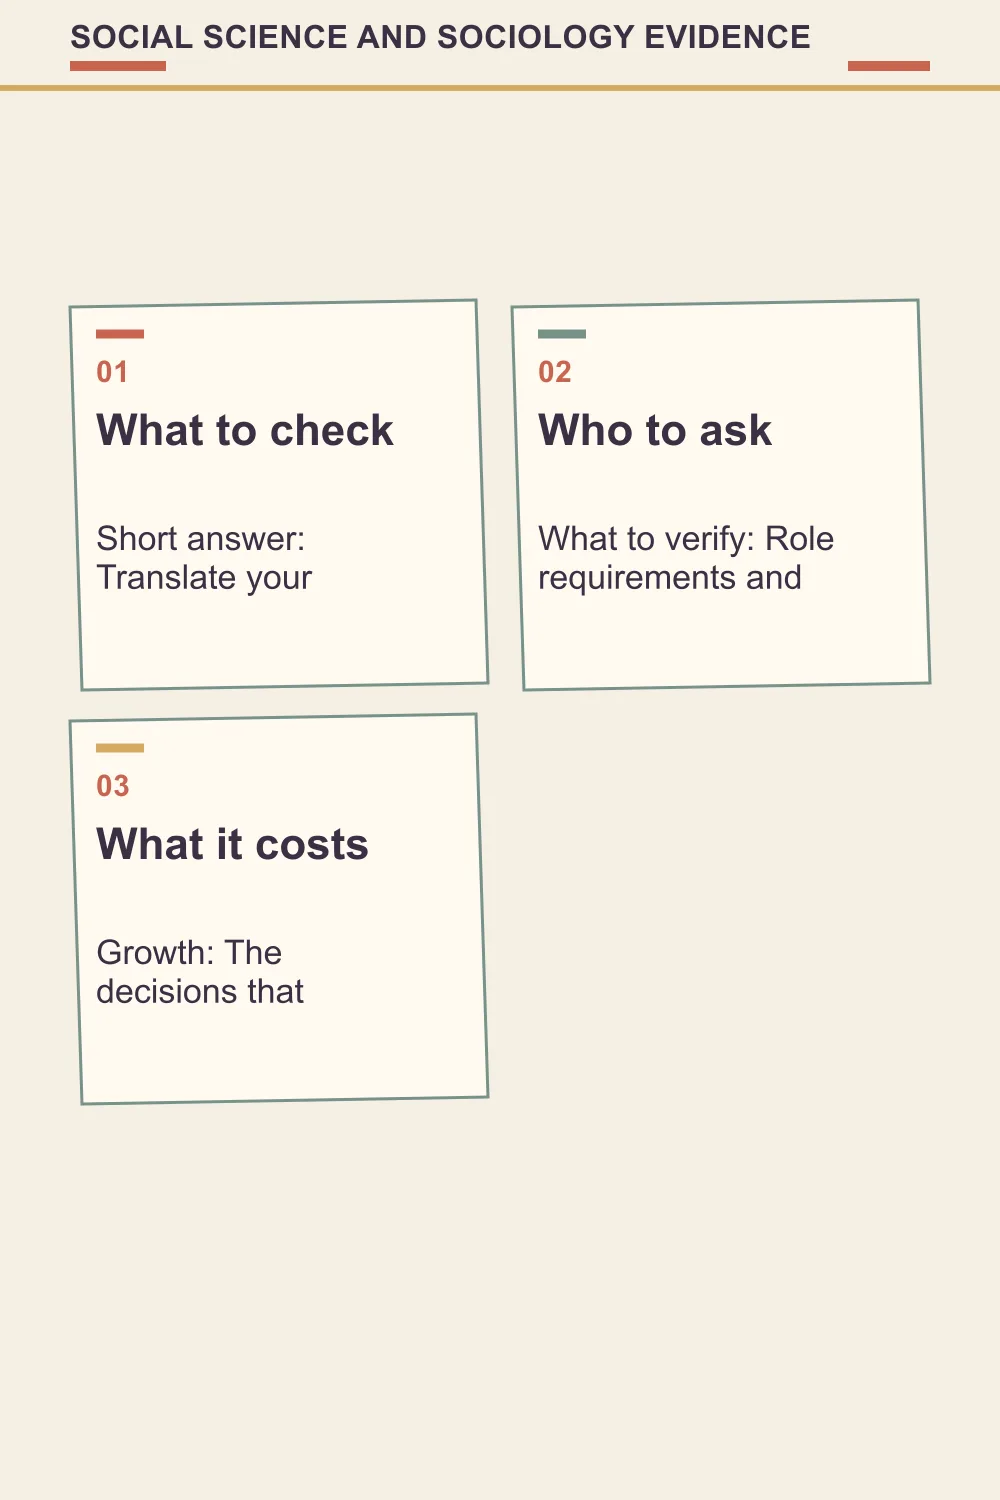 SOCIAL SCIENCE AND SOCIOLOGY EVIDENCE
01
What to check
Short answer:
Translate your
02
Who to ask
What to verify: Role
requirements and
03
What it costs
Growth: The
decisions that